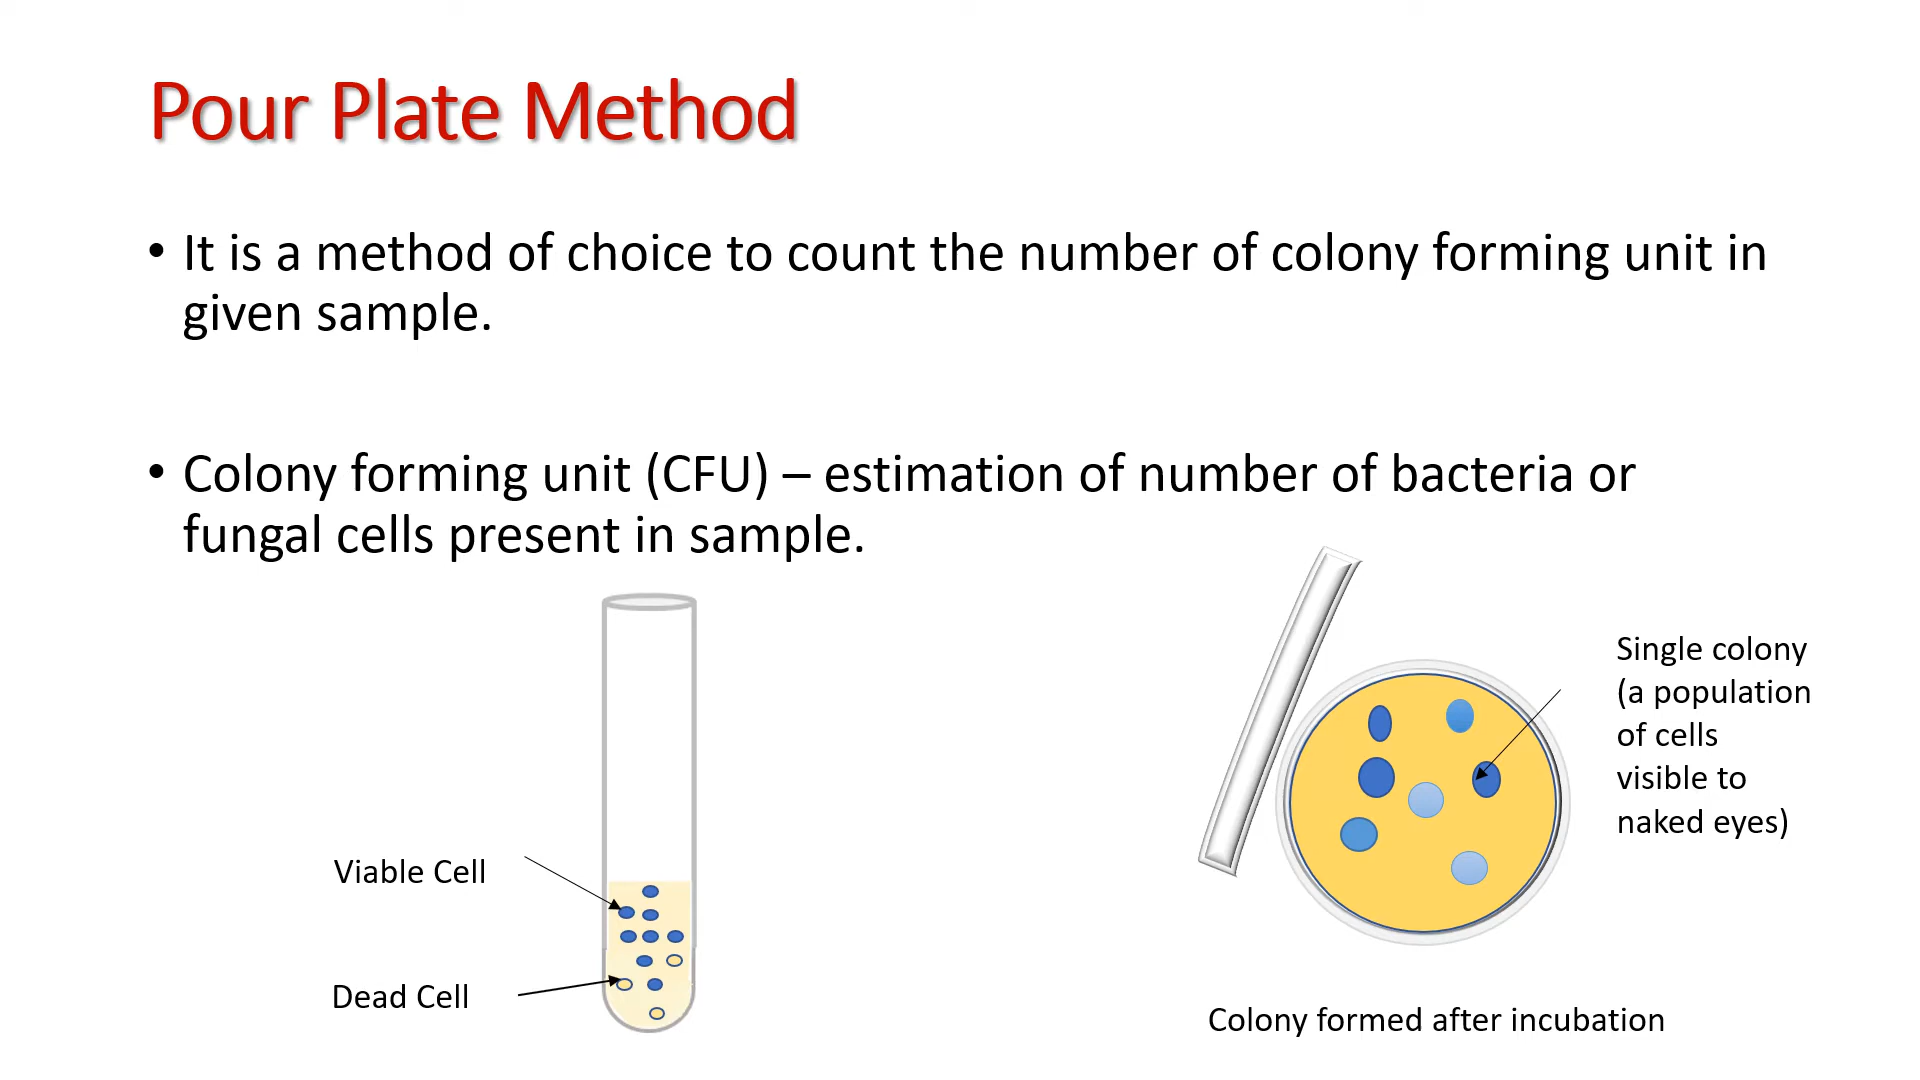 Pour Plate Method
• It is a method of choice to count the number of colony forming unit in
given sample.
• Colony forming unit (CFU) – estimation of number of bacteria or
fungal cells present in sample.
Viable Cell
Dead Cell
Single colony
(a population
of cells
visible to
naked eyes)
Colony formed after incubation